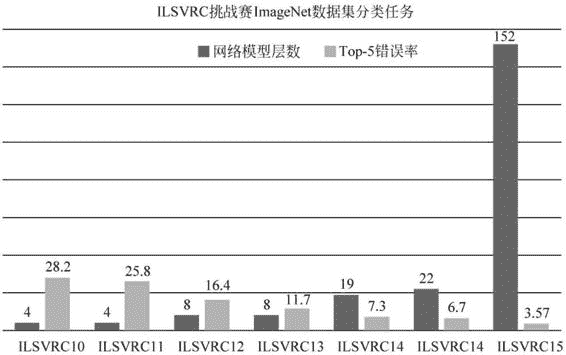 ILSVRC挑战赛ImageNet数据集分类任务
网络模型层数 Top-5错误率
152
28.2 25.8 16.4 11.7 19 7.3 22 6.7 3.57
4 4 8 8
ILSVRC10 ILSVRC11 ILSVRC12 ILSVRC13 ILSVRC14 ILSVRC14 ILSVRC15